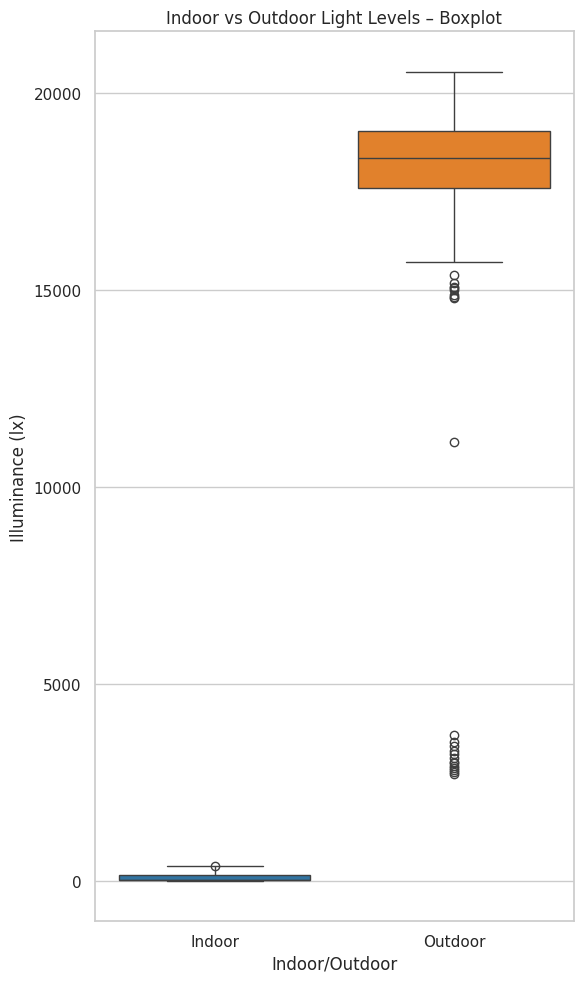 Indoor vs Outdoor Light Levels – Boxplot
20000
15000
10000
5000
0
Illuminance (lx)
Indoor
Outdoor
Indoor/Outdoor